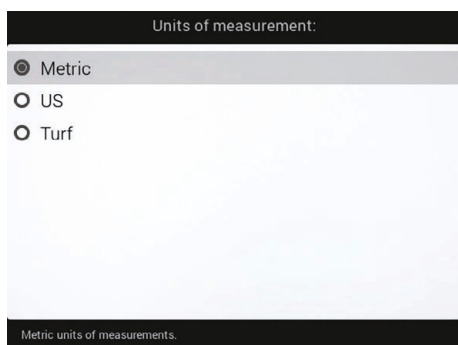 Units of measurement:
Metric
US
Turf
Metric units of measurements.